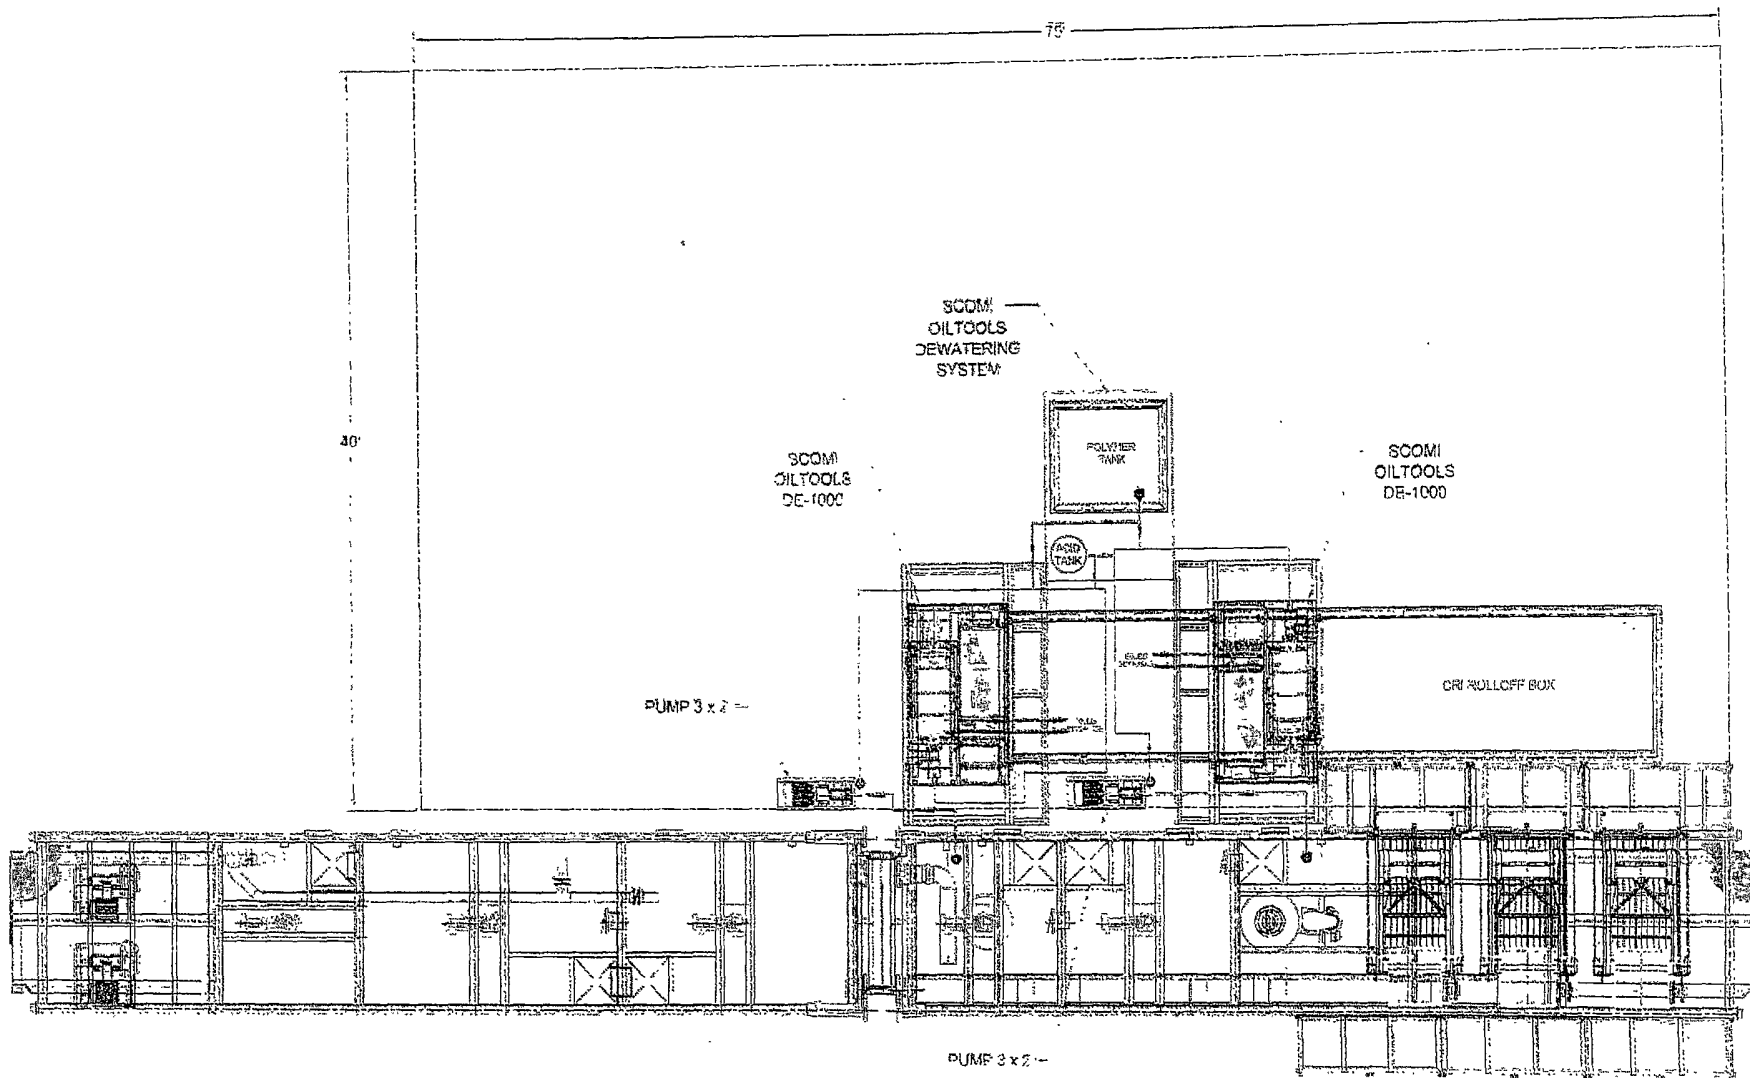 75'
SCOMI
OILTOOLS
DEWATERING
SYSTEM
40'
POLYMER
TANK
SCOMI
OILTOOLS
DE-1000
SCOMI
OILTOOLS
DE-1000
ACID
TANK
CRI ROLLOFF BOX
PUMP 3 x 2
PUMP 3 x 2